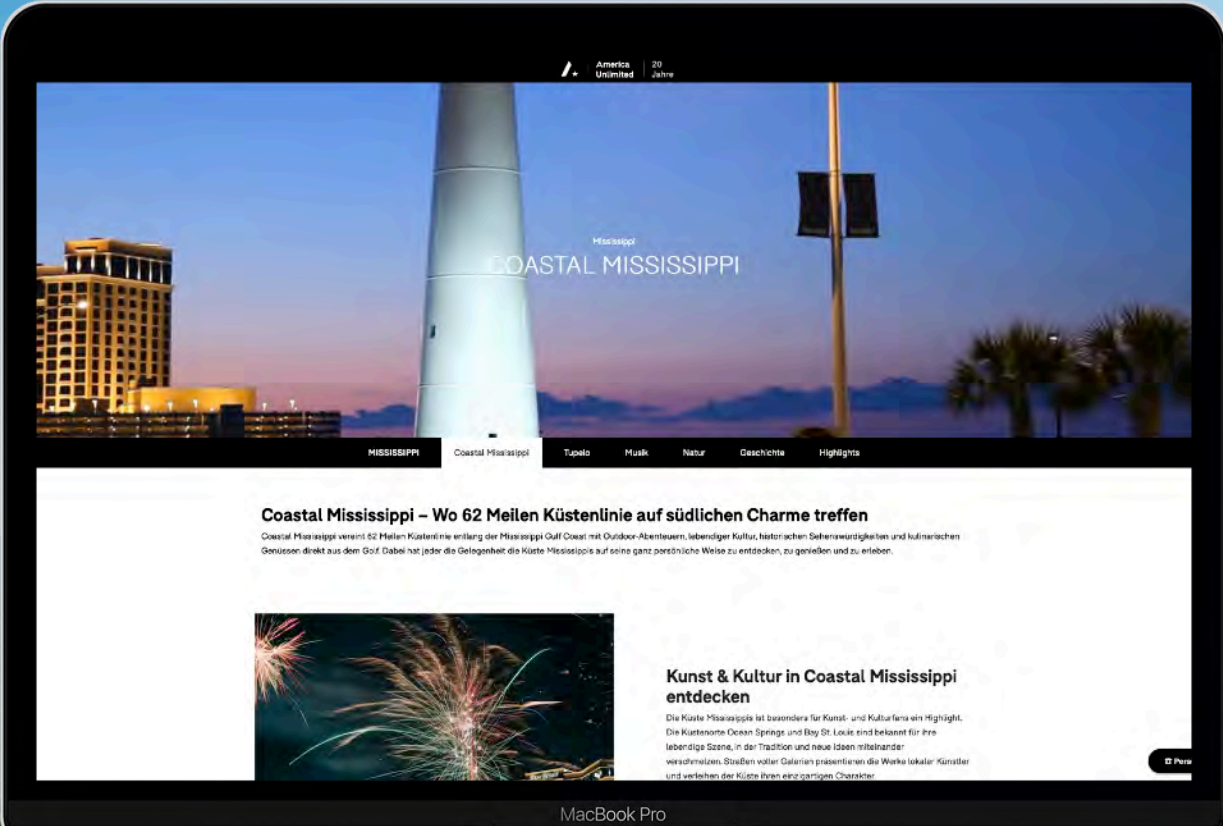 America
Unlimited
20
Jahre
Mississippi
COASTAL MISSISSIPPI
MISSISSIPPI
Coastal Mississippi
Tupelo
Musik
Natur
Geschichte
Highlights
Coastal Mississippi – Wo 62 Meilen Küstenlinie auf südlichen Charme treffen
Coastal Mississippi vereint 62 Meilen Küstenlinie entlang der Mississippi Gulf Coast mit Outdoor-Abenteuern, lebendiger Kultur, historischen Sehenswürdigkeiten und kulinarischen
Genüssen direkt aus dem Golf. Dabei hat jeder die Gelegenheit die Küste Mississippis auf seine ganz persönliche Weise zu entdecken, zu genießen und zu erleben.
Kunst & Kultur in Coastal Mississippi
entdecken
Die Küste Mississippis ist besonders für Kunst- und Kulturfans ein Highlight.
Die Küstenorte Ocean Springs und Bay St. Louis sind bekannt für ihre
lebendige Szene, in der Tradition und neue Ideen miteinander
verschmelzen. Straßen voller Galerien präsentieren die Werke lokaler Künstler
und verleihen der Küste ihren einzigartigen Charakter.
Pers
MacBook Pro